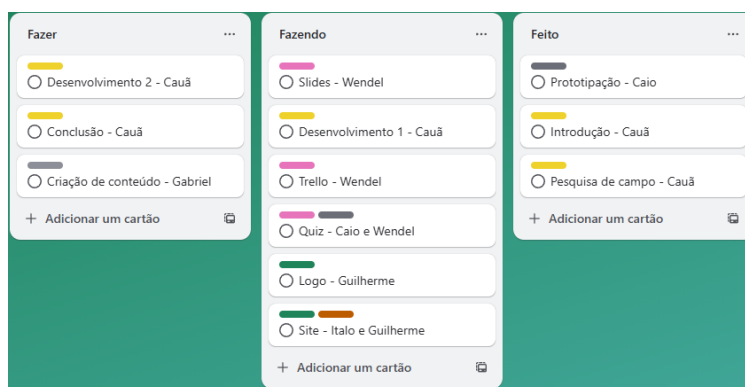 Fazer
Desenvolvimento 2 - Cauã
Conclusão - Cauã
Criação de conteúdo - Gabriel
+ Adicionar um cartão
Fazendo
Slides - Wendel
Desenvolvimento 1 - Cauã
Trello - Wendel
Quiz - Caio e Wendel
Logo - Guilherme
Site - Italo e Guilherme
+ Adicionar um cartão
Feito
Prototipação - Caio
Introdução - Cauã
Pesquisa de campo - Cauã
+ Adicionar um cartão